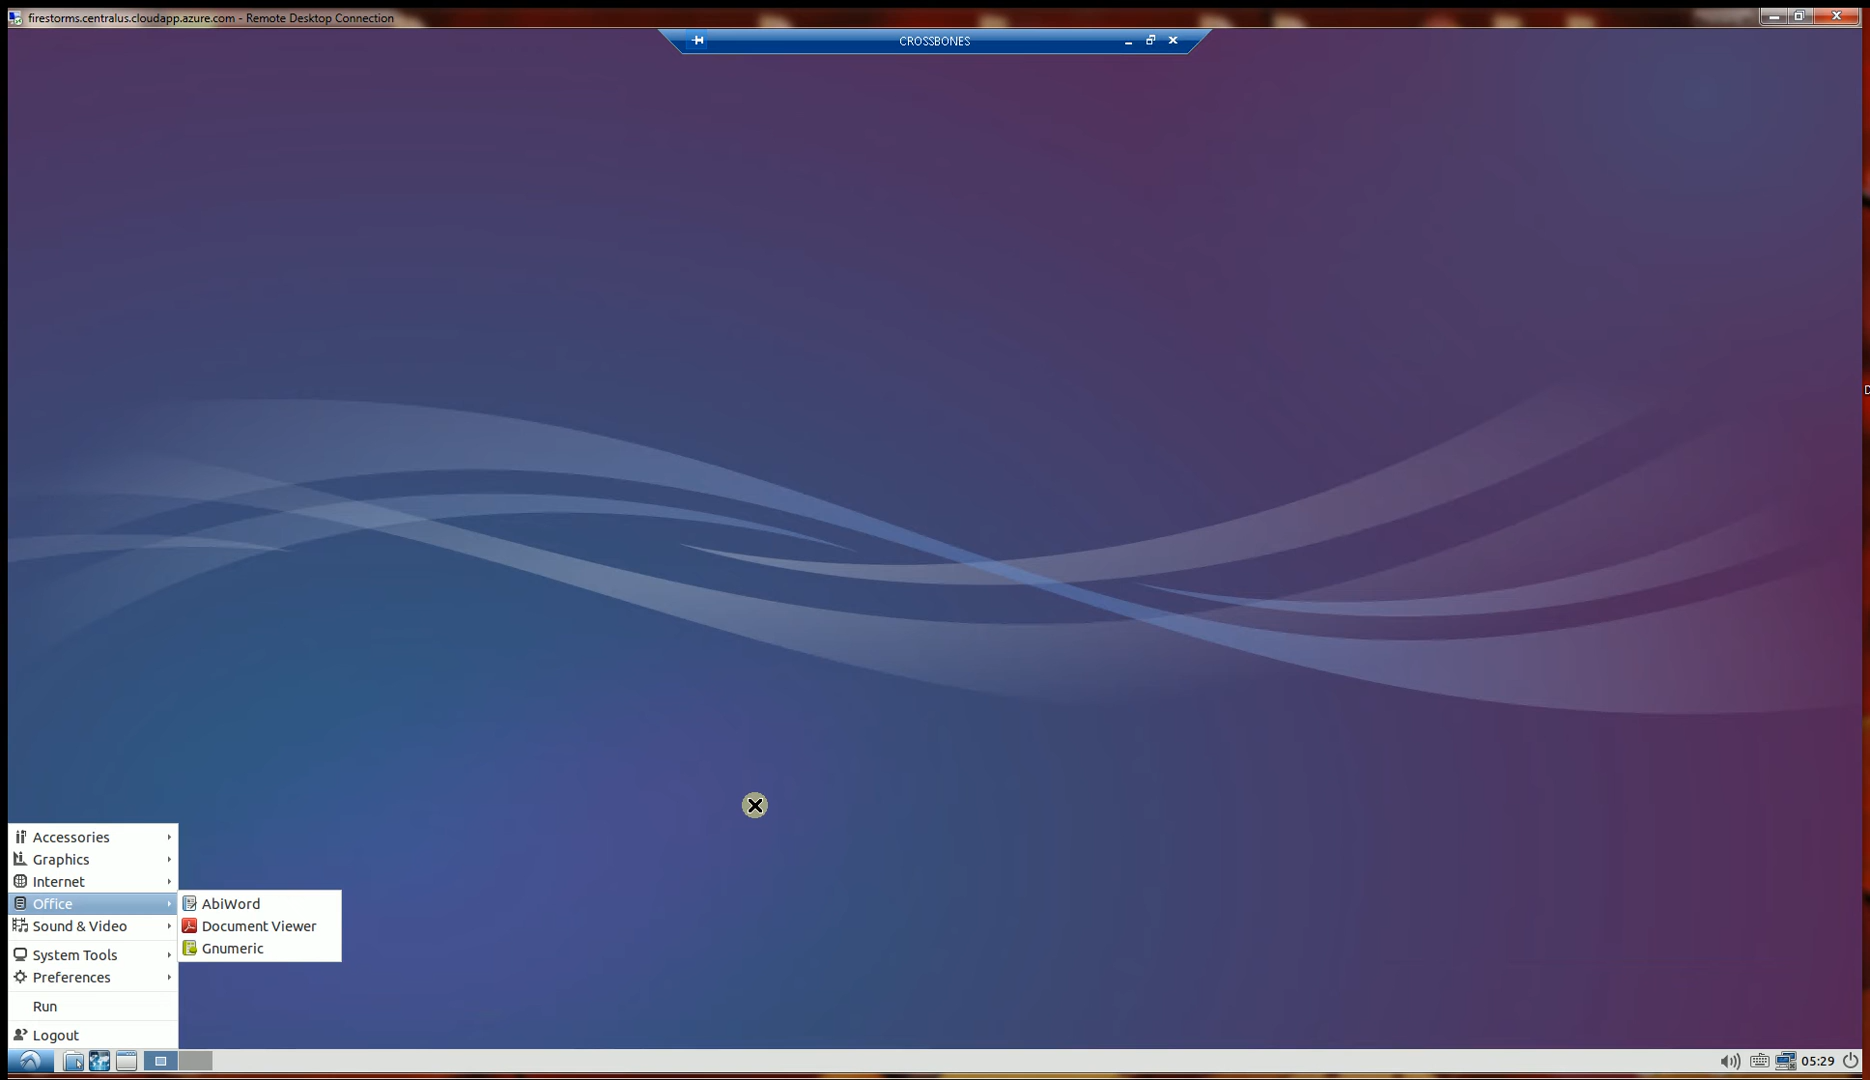 firestorms.centralus.cloudapp.azure.com - Remote Desktop Connection
CROSSBONES
D
Accessories
Graphics
Internet
Office
Sound & Video
System Tools
Preferences
Run
Logout
AbiWord
Document Viewer
Gnumeric
05:29